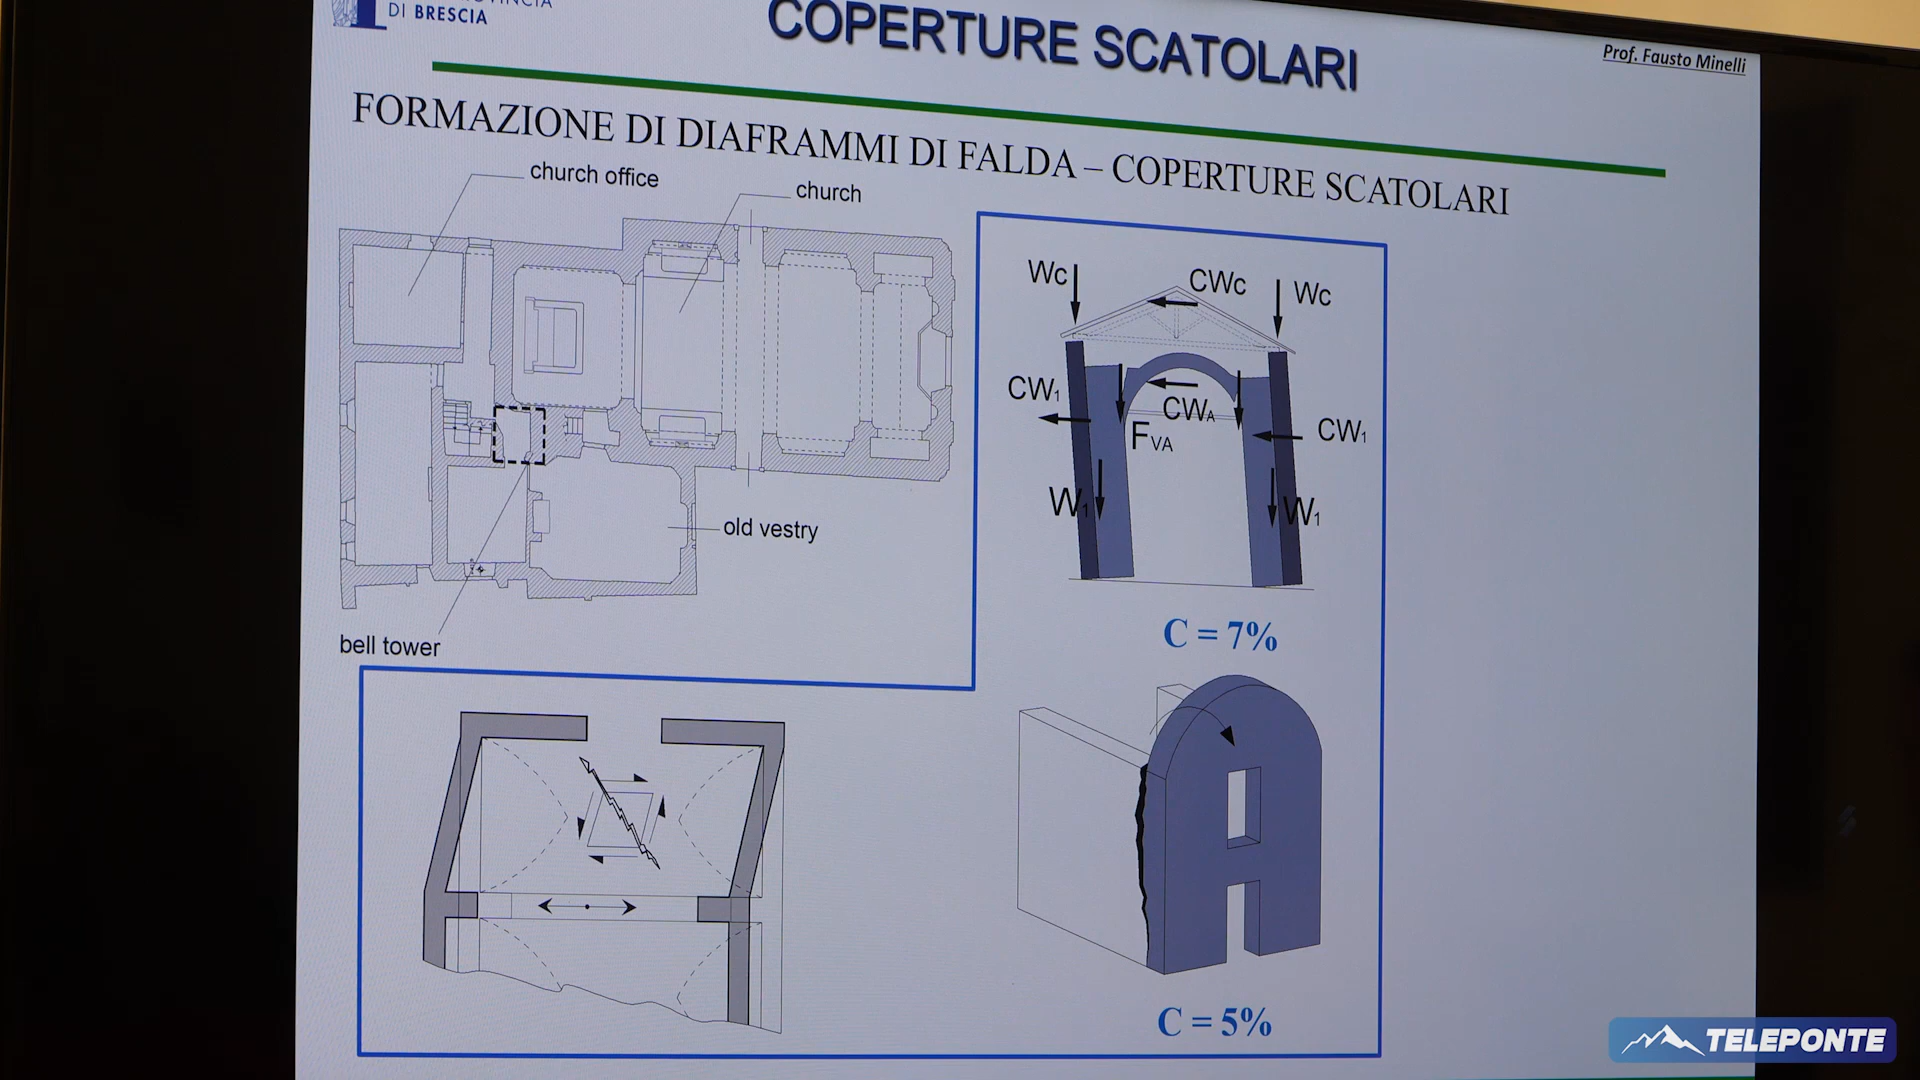 DI BRESCIA
COPERTURE SCATOLARI
Prof. Fausto Minelli
FORMAZIONE DI DIAFRAMMI DI FALDA – COPERTURE SCATOLARI
church office
church
old vestry
bell tower
Wc
CWc
Wc
CW1
CWA
CW1
FVA
W1
W1
C = 7%
C = 5%
TELEPONTE